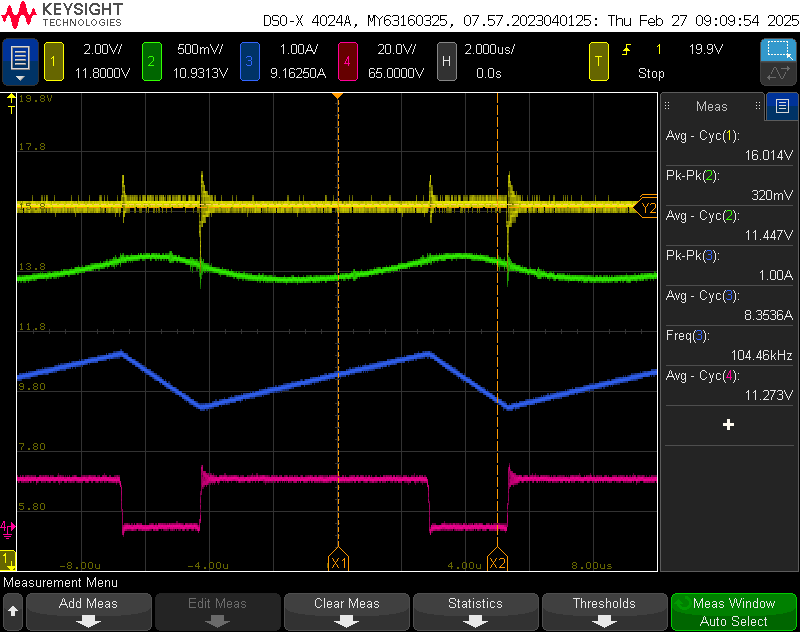 KEYSIGHT
TECHNOLOGIES
DSO-X 4024A, MY63160325, 07.57.2023040125: Thu Feb 27 09:09:54 2025
1 2.00V/ 2 500mV/ 3 1.00A/ 4 20.0V/ H 2.000us/ T 1 19.9V
11.8000V 10.9313V 9.16250A 65.0000V 0.0s Stop
T
19.8V
17.8
15.8
13.8
11.8
9.80
7.80
5.80
Y2
4
1
-8.00us -4.00us X1 4.00us X2 8.00us
Meas
Avg - Cyc(1):
16.014V
Pk-Pk(2):
320mV
Avg - Cyc(2):
11.447V
Pk-Pk(3):
1.00A
Avg - Cyc(3):
8.3536A
Freq(3):
104.46kHz
Avg - Cyc(4):
11.273V
+
Measurement Menu
Add Meas
Edit Meas
Clear Meas
Statistics
Thresholds
Meas Window
Auto Select